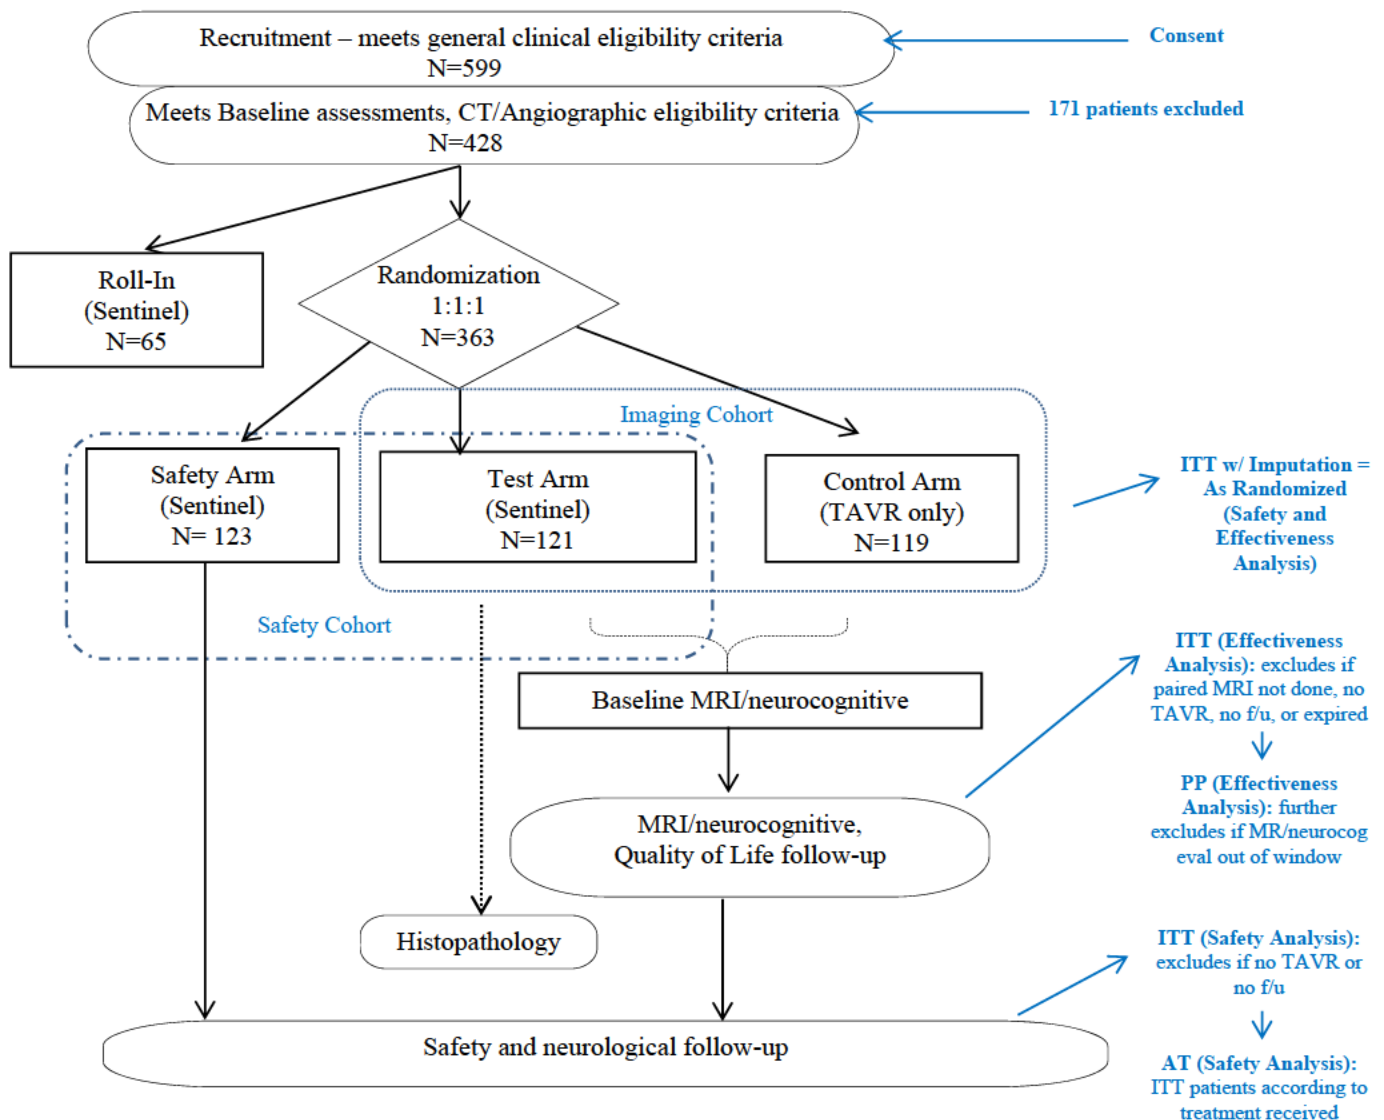 Recruitment – meets general clinical eligibility criteria
N=599
Consent
Meets Baseline assessments, CT/Angiographic eligibility criteria
N=428
171 patients excluded
Roll-In
(Sentinel)
N=65
Randomization
1:1:1
N=363
Imaging Cohort
Safety Arm
(Sentinel)
N= 123
Test Arm
(Sentinel)
N=121
Control Arm
(TAVR only)
N=119
ITT w/ Imputation =
As Randomized
(Safety and
Effectiveness
Analysis)
Safety Cohort
Baseline MRI/neurocognitive
ITT (Effectiveness
Analysis): excludes if
paired MRI not done, no
TAVR, no f/u, or expired
PP (Effectiveness
Analysis): further
excludes if MR/neurocog
eval out of window
MRI/neurocognitive,
Quality of Life follow-up
Histopathology
ITT (Safety Analysis):
excludes if no TAVR or
no f/u
Safety and neurological follow-up
AT (Safety Analysis):
ITT patients according to
treatment received